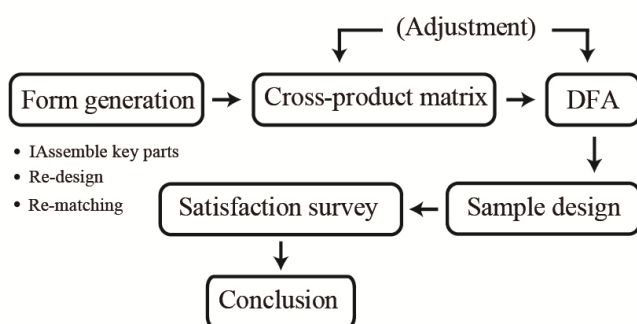 (Adjustment)
Form generation
Cross-product matrix
DFA
• IAssemble key parts
• Re-design
• Re-matching
Satisfaction survey
Sample design
Conclusion